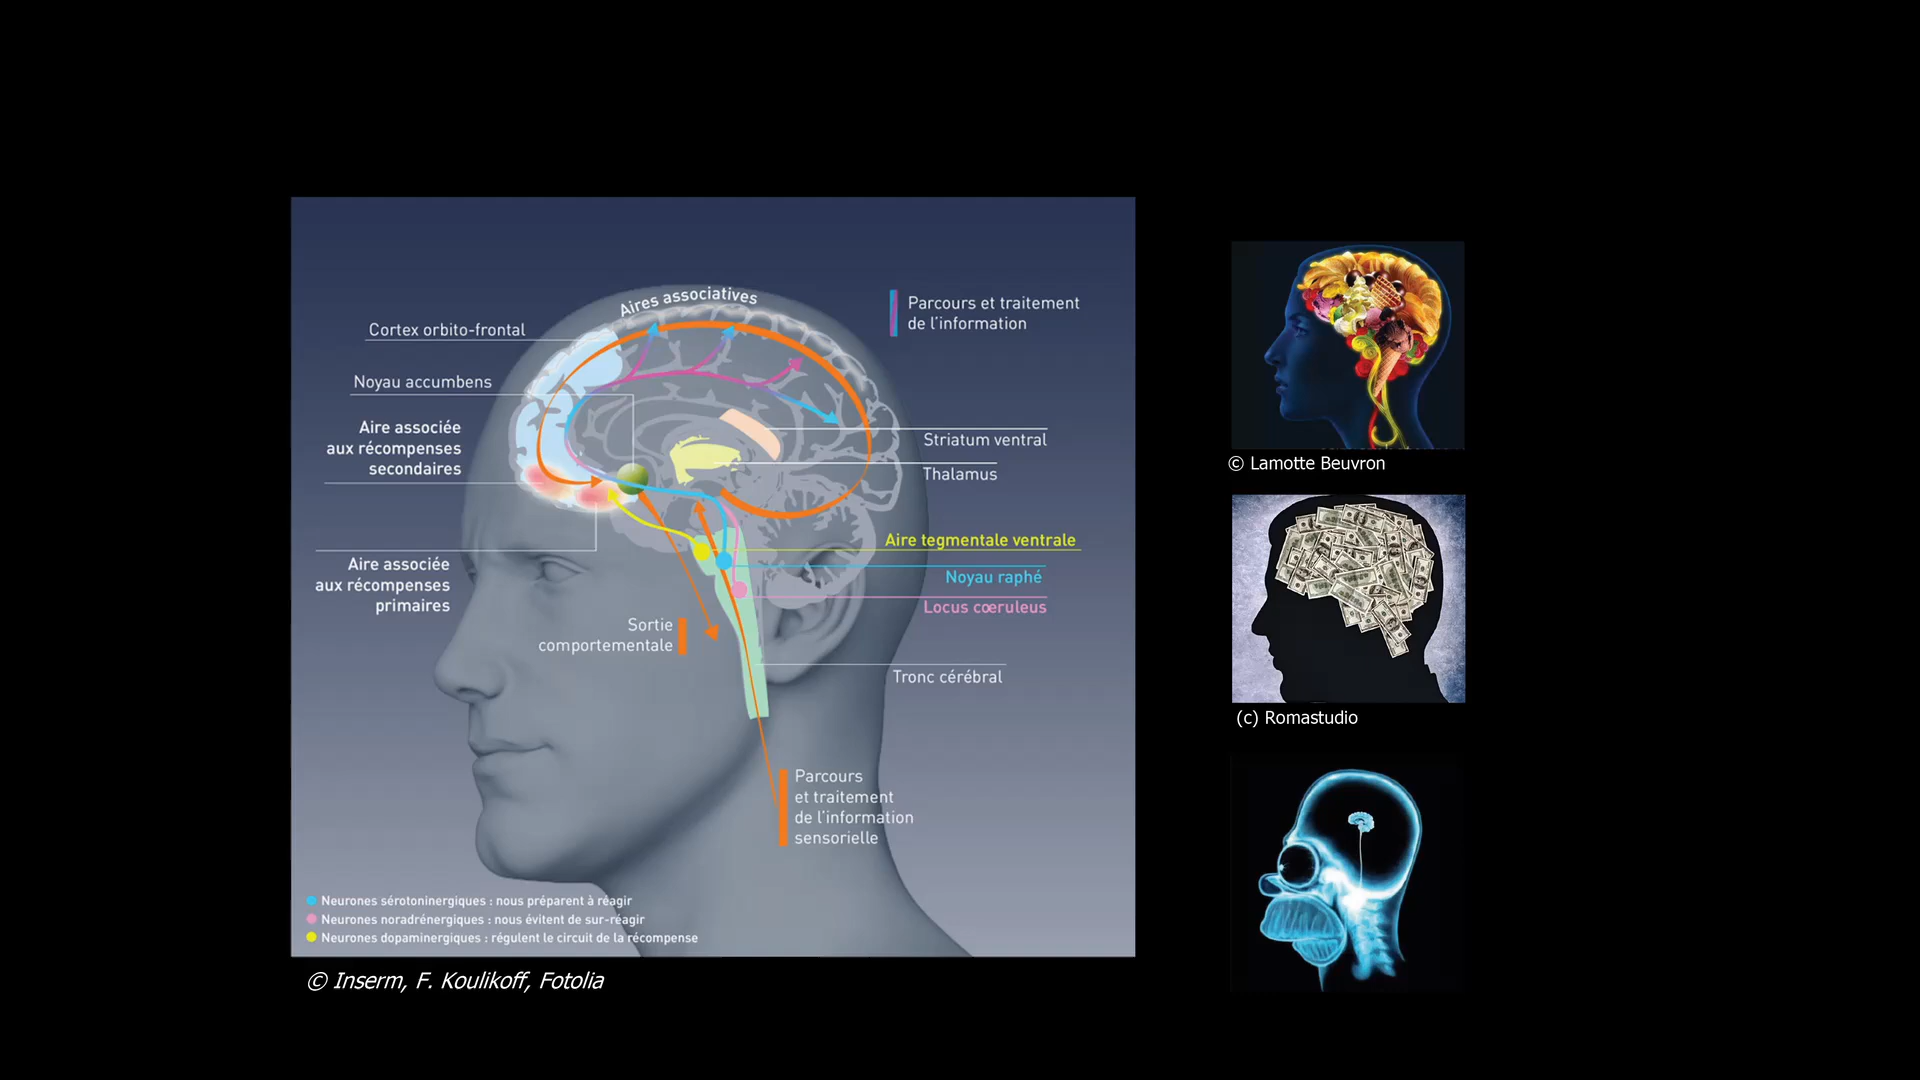 Aires associatives
Cortex orbito-frontal
Noyau accumbens
Aire associée
aux récompenses
secondaires
Aire associée
aux récompenses
primaires
Parcours et traitement
de l'information
Striatum ventral
Thalamus
Aire tegmentale ventrale
Noyau raphé
Locus cœruleus
Sortie
comportementale
Tronc cérébral
Parcours
et traitement
de l'information
sensorielle
Neurones sérotoninergiques : nous préparent à réagir
Neurones noradrénergiques : nous évitent de sur-réagir
Neurones dopaminergiques : régulent le circuit de la récompense
© Inserm, F. Koulikoff, Fotolia
© Lamotte Beuvron
(c) Romastudio